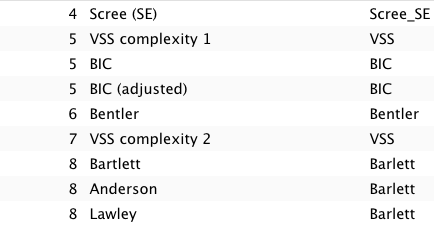 4 Scree (SE) Scree_SE
5 VSS complexity 1 VSS
5 BIC BIC
5 BIC (adjusted) BIC
6 Bentler Bentler
7 VSS complexity 2 VSS
8 Bartlett Barlett
8 Anderson Barlett
8 Lawley Barlett